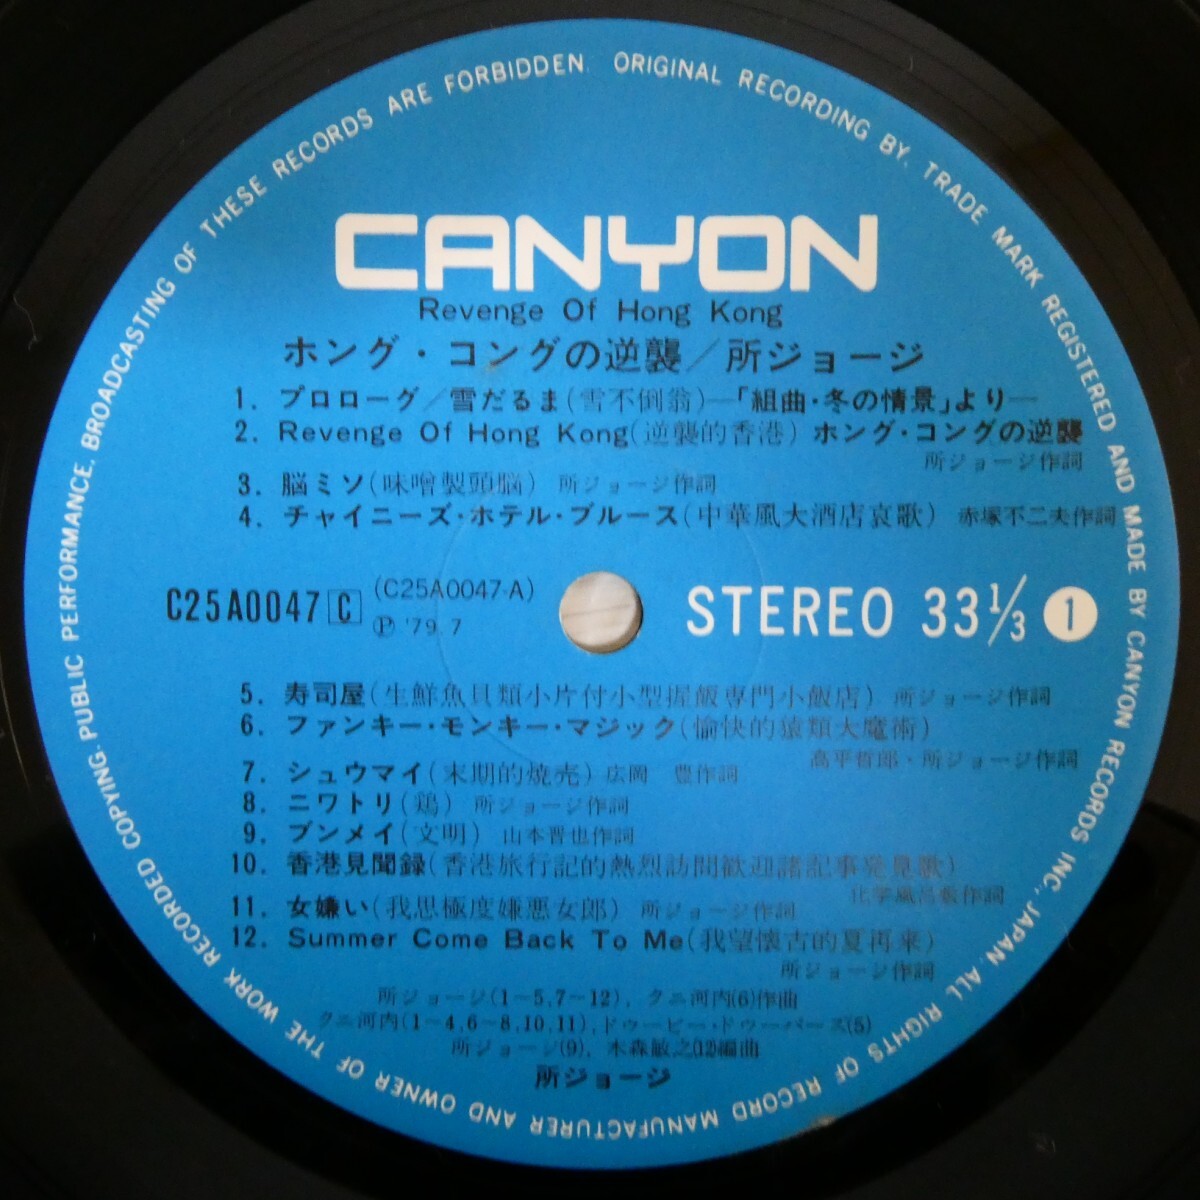 ORIGINAL RECORDING BY, TRADE MARK REGISTERED AND MADE BY CANYON RECORDS INC., JAPAN. ALL RIGHTS OF RECORD MANUFACTURER AND OWNER OF THE WORK RECORDED COPYING, PUBLIC PERFORMANCE, BROADCASTING OF THESE RECORDS ARE FORBIDDEN.
CANYON
Revenge Of Hong Kong
ホング・コングの逆襲/所ジョージ
1. プロローグ/雪だるま(雪不倒翁)—「組曲・冬の情景」より—
2. Revenge Of Hong Kong(逆襲的香港) ホング・コングの逆襲
所ジョージ作詞
3. 脳ミソ(味噌製頭脳) 所ジョージ作詞
4. チャイニーズ・ホテル・ブルース(中華風大酒店哀歌) 赤塚不二夫作詞
C25A0047 C (C25A0047-A)
Ⓟ '79.7
STEREO 33⅓ 1
5. 寿司屋(生鮮魚貝類小片付小型握飯専門小飯店) 所ジョージ作詞
6. ファンキー・モンキー・マジック(愉快的猿類大魔術)
高平哲郎・所ジョージ作詞
7. シュウマイ(末期的焼売) 広岡 豊作詞
8. ニワトリ(鶏) 所ジョージ作詞
9. ブンメイ(文明) 山本晋也作詞
10. 香港見聞録(香港旅行記的熱烈訪問歓迎諸記事発見歌)
作詞
11. 女嫌い(我思極度嫌悪女郎) 所ジョージ作詞
12. Summer Come Back To Me(我望懐古的夏再来)
所ジョージ作詞
所ジョージ(1~5,7~12), クニ河内(6)作曲
クニ河内(1~4,6~8,10,11), ドゥービー・ドゥーバーズ(5)
所ジョージ(9), 木森敏之(12)編曲
所ジョージ